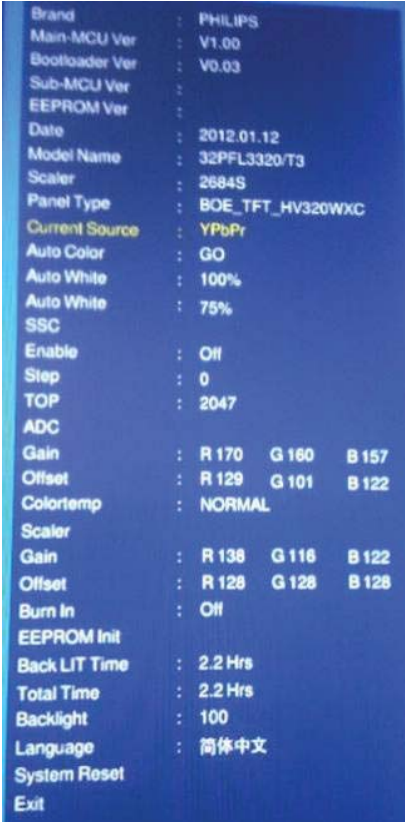 Brand : PHILIPS
Main-MCU Ver : V1.00
Bootloader Ver : V0.03
Sub-MCU Ver :
EEPROM Ver :
Date : 2012.01.12
Model Name : 32PFL3320/T3
Scaler : 2684S
Panel Type : BOE_TFT_HV320WXC
Current Source : YPbPr
Auto Color : GO
Auto White : 100%
Auto White : 75%
SSC
Enable : Off
Step : 0
TOP : 2047
ADC
Gain : R 170 G 160 B 157
Offset : R 129 G 101 B 122
Colortemp : NORMAL
Scaler
Gain : R 138 G 116 B 122
Offset : R 128 G 128 B 128
Burn In : Off
EEPROM Init
Back LIT Time : 2.2 Hrs
Total Time : 2.2 Hrs
Backlight : 100
Language : 简体中文
System Reset
Exit